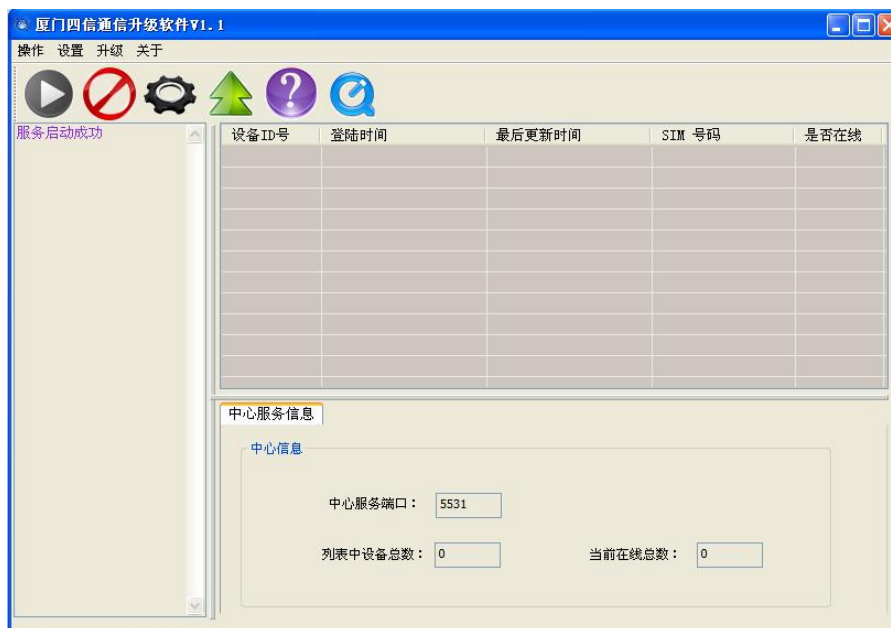 厦门四信通信升级软件V1.1
操作 设置 升级 关于
服务启动成功
设备ID号 登陆时间 最后更新时间 SIM 号码 是否在线
中心服务信息
中心信息
中心服务端口： 5531
列表中设备总数： 0 当前在线总数： 0